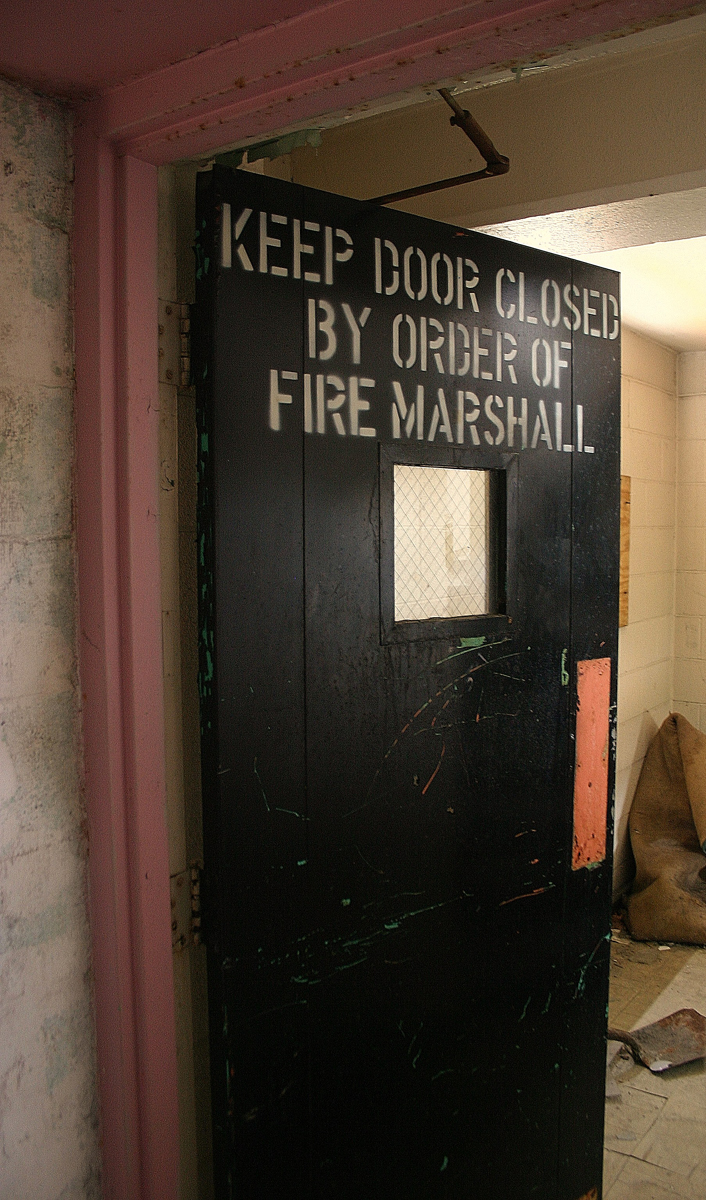 KEEP DOOR CLOSED
BY ORDER OF
FIRE MARSHALL